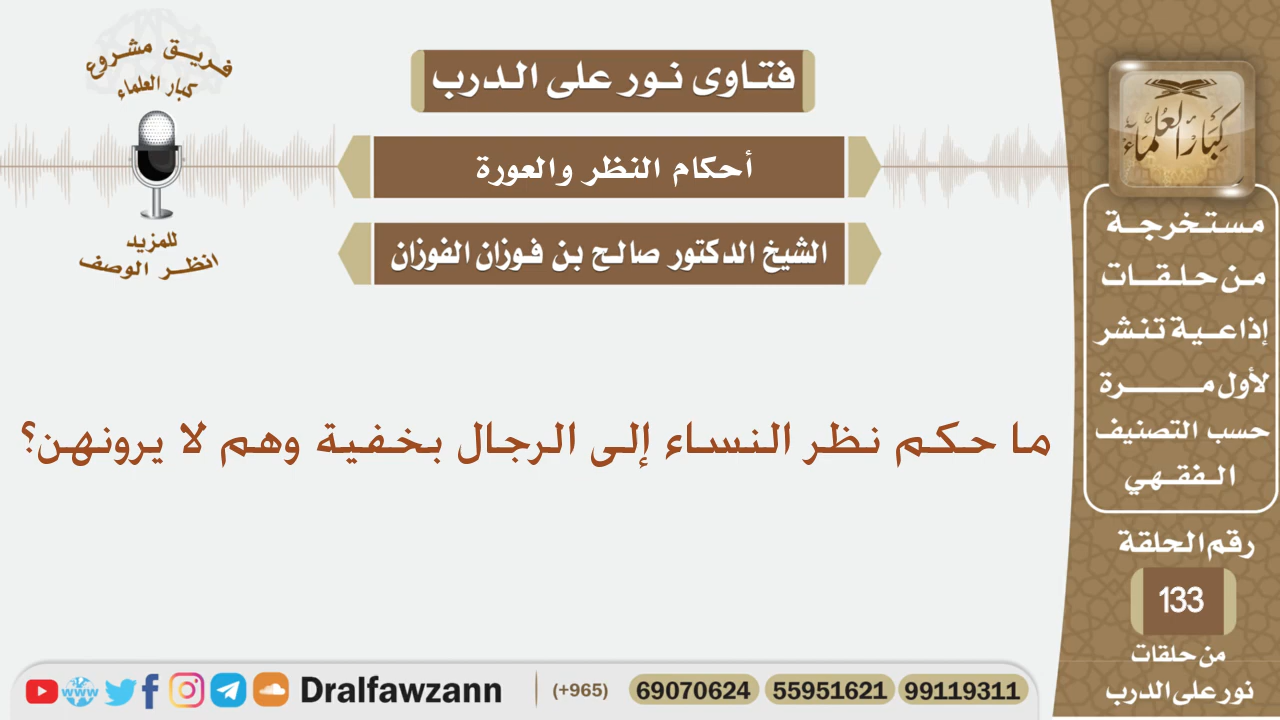 فتاوى نور على الدرب
أحكام النظر والعورة
الشيخ الدكتور صالح بن فوزان الفوزان
فريق مشروع
كبار العلماء
للمزيد
انظر الوصف
ما حكم نظر النساء إلى الرجال بخفية وهم لا يرونهن؟
كبار العلماء
مستخرجة
من حلقات
إذاعية تنشر
لأول مرة
حسب التصنيف
الفقهي
رقم الحلقة
133
من حلقات
نور على الدرب
www
Dralfawzann
(+965)
69070624
55951621
99119311